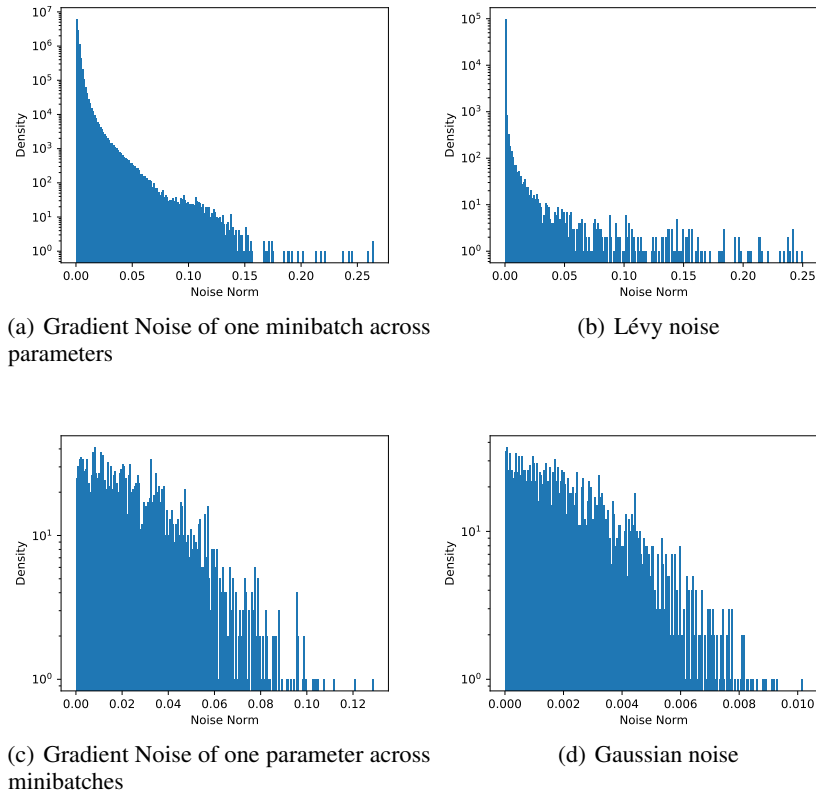 10^7
10^6
10^5
10^4
10^3
10^2
10^1
10^0
Density
0.00 0.05 0.10 0.15 0.20 0.25
Noise Norm
(a) Gradient Noise of one minibatch across
parameters
10^5
10^4
10^3
10^2
10^1
10^0
Density
0.00 0.05 0.10 0.15 0.20 0.25
Noise Norm
(b) Lévy noise
10^1
10^0
Density
0.00 0.02 0.04 0.06 0.08 0.10 0.12
Noise Norm
(c) Gradient Noise of one parameter across
minibatches
10^1
10^0
Density
0.000 0.002 0.004 0.006 0.008 0.010
Noise Norm
(d) Gaussian noise